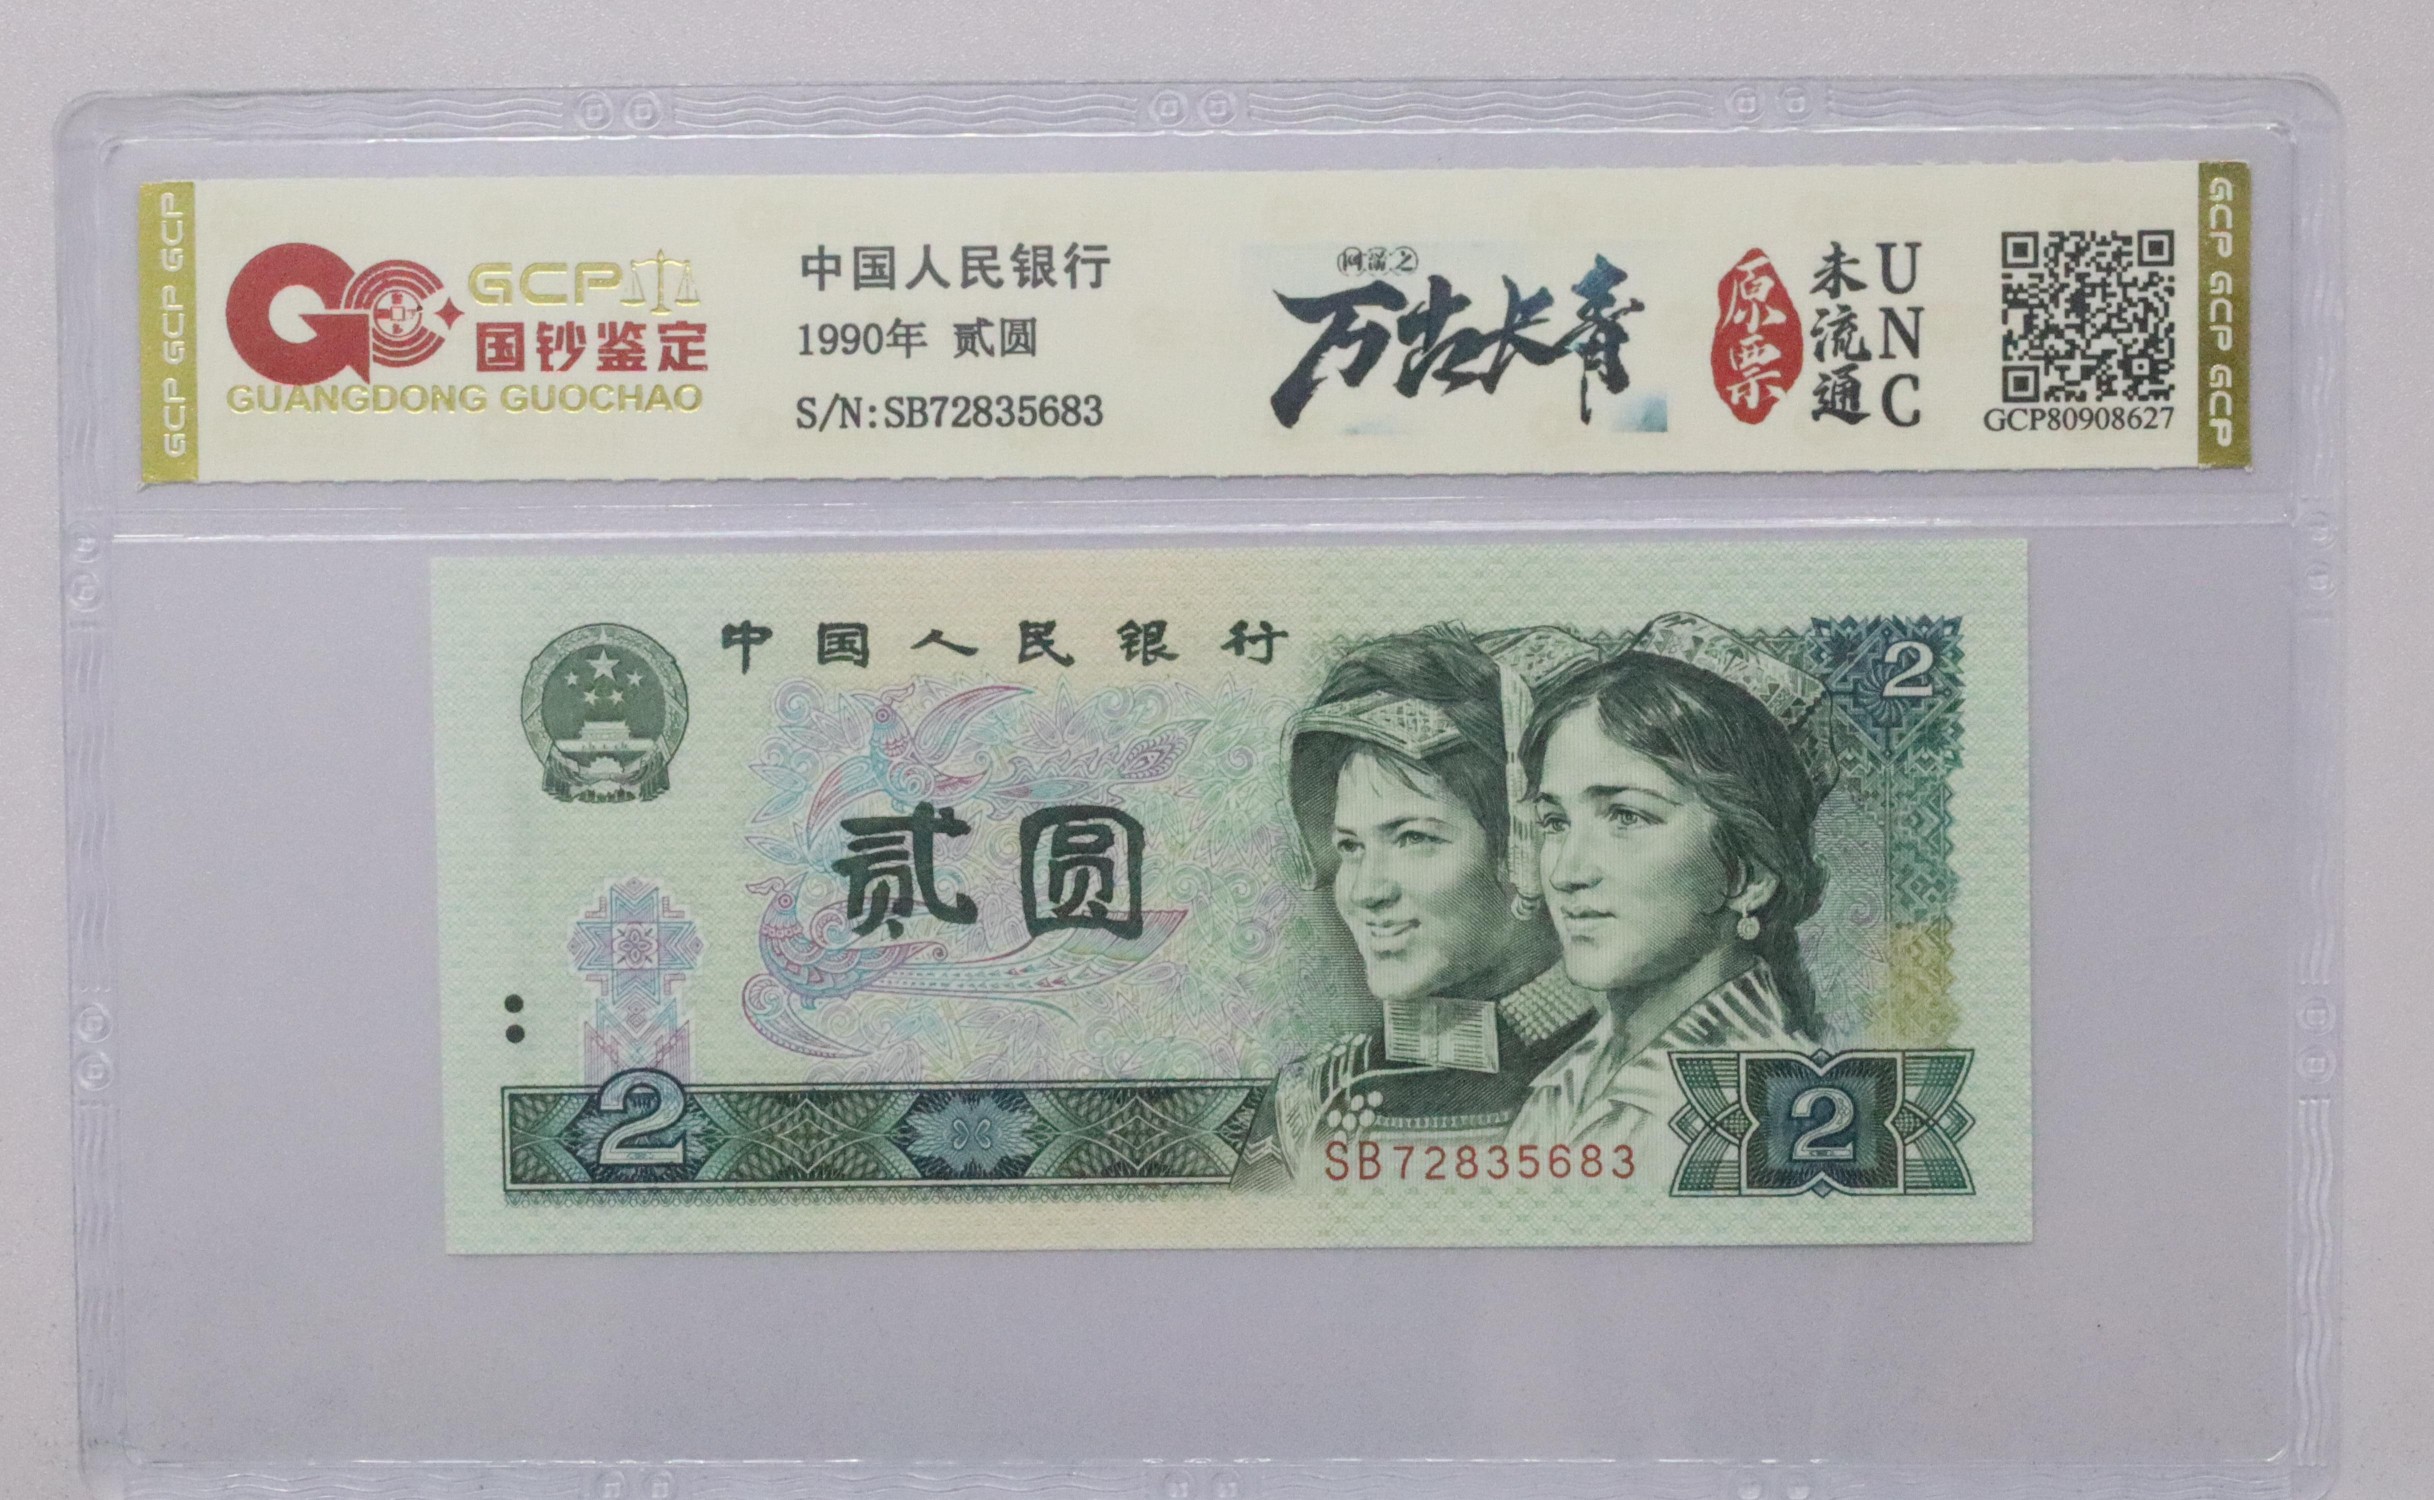 GCP GCP GCP
GCP
国钞鉴定
GUANGDONG GUOCHAO
中国人民银行
1990年 贰圆
S/N:SB72835683
万古长青
原票
未流通
UNC
GCP80908627
GCP GCP GCP
中国人民银行
2
贰圆
2
SB72835683
2